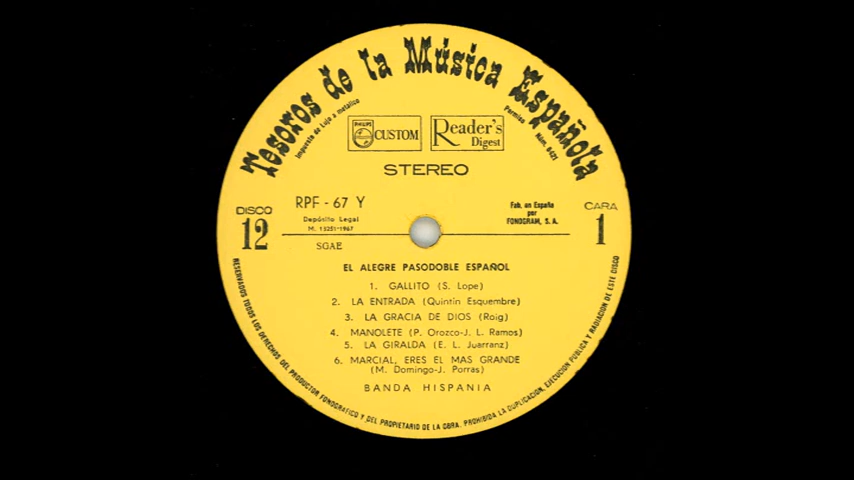 Tesoros de la Música Española
Impuesto de Lujo a metálico
Permiso Núm. 6421
PHILIPS
CUSTOM
Reader's
Digest
STEREO
RPF - 67 Y
Depósito Legal
M. 13251-1967
Fab. en España
por
FONOGRAM, S. A.
DISCO
12
CARA
1
SGAE
EL ALEGRE PASODOBLE ESPAÑOL
1. GALLITO (S. Lope)
2. LA ENTRADA (Quintín Esquembre)
3. LA GRACIA DE DIOS (Roig)
4. MANOLETE (P. Orozco-J. L. Ramos)
5. LA GIRALDA (E. L. Juarranz)
6. MARCIAL, ERES EL MAS GRANDE
(M. Domingo-J. Porras)
BANDA HISPANIA
RESERVADOS TODOS LOS DERECHOS DEL PRODUCTOR FONOGRAFICO Y DEL PROPIETARIO DE LA OBRA. PROHIBIDA LA DUPLICACION, EJECUCION PUBLICA Y RADIACION DE ESTE DISCO